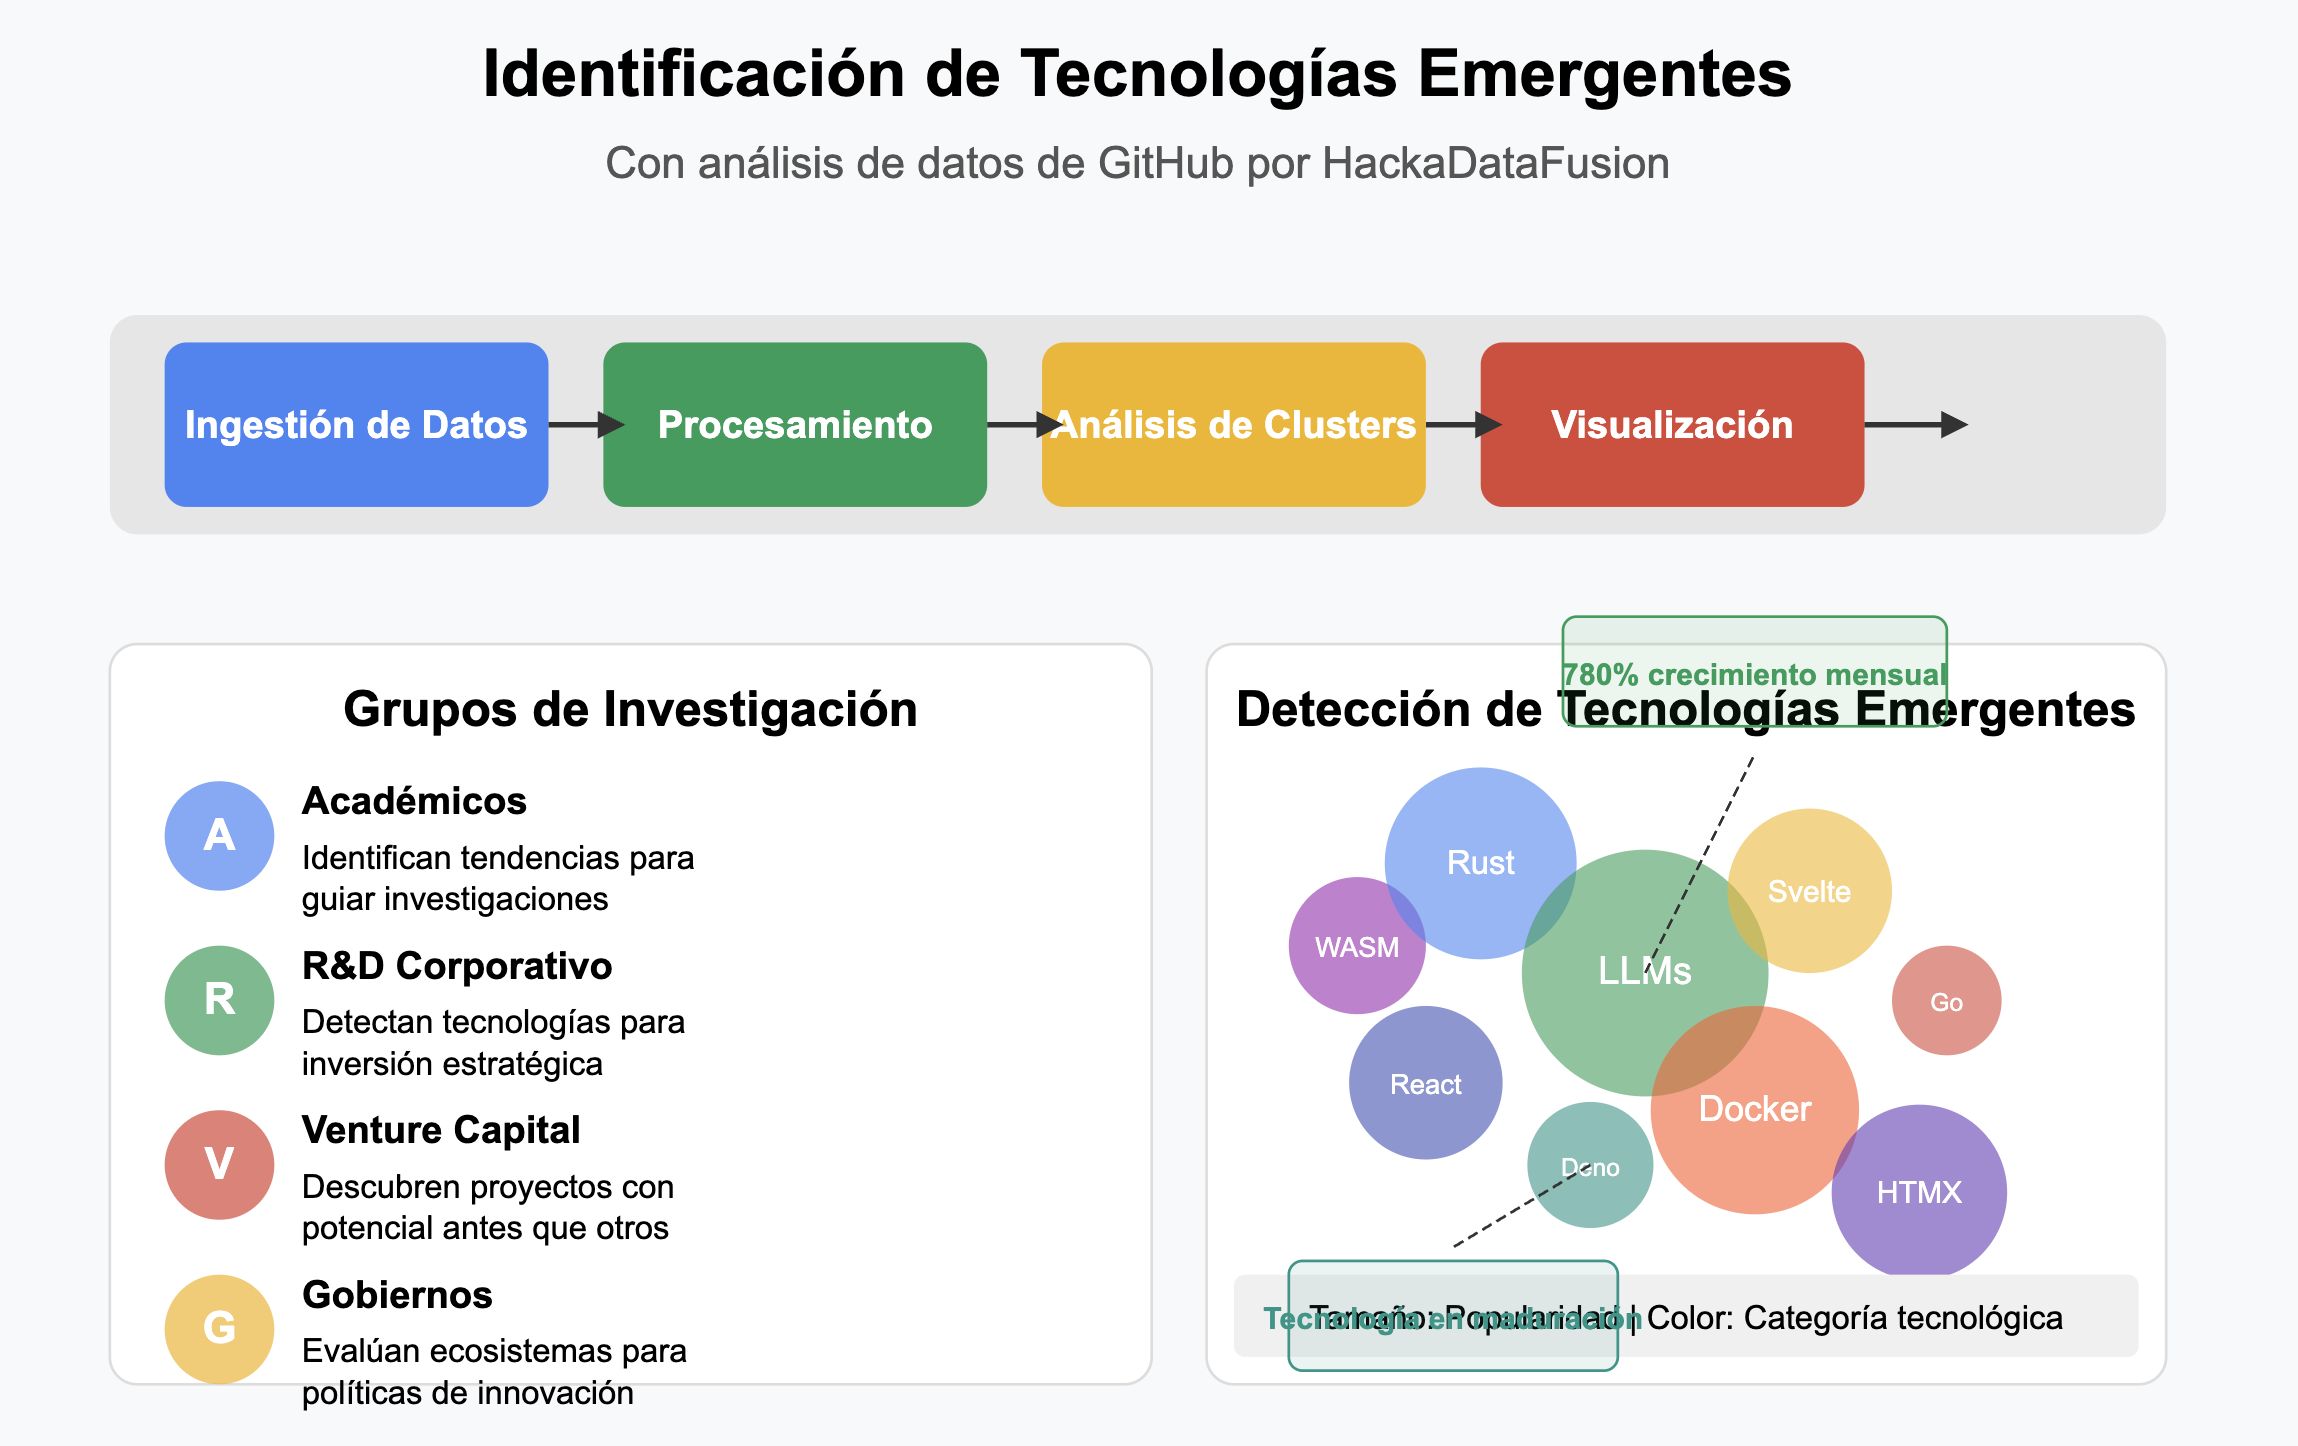 Identificación de Tecnologías Emergentes
Con análisis de datos de GitHub por HackaDataFusion
Ingestión de Datos
Procesamiento
Análisis de Clusters
Visualización
Grupos de Investigación
A
Académicos
Identifican tendencias para
guiar investigaciones
R
R&D Corporativo
Detectan tecnologías para
inversión estratégica
V
Venture Capital
Descubren proyectos con
potencial antes que otros
G
Gobiernos
Evalúan ecosistemas para
políticas de innovación
780% crecimiento mensual
Detección de Tecnologías Emergentes
Rust
Svelte
WASM
LLMs
Go
React
Docker
Deno
HTMX
Tecnología en maduración
Tamaño: Popularidad | Color: Categoría tecnológica